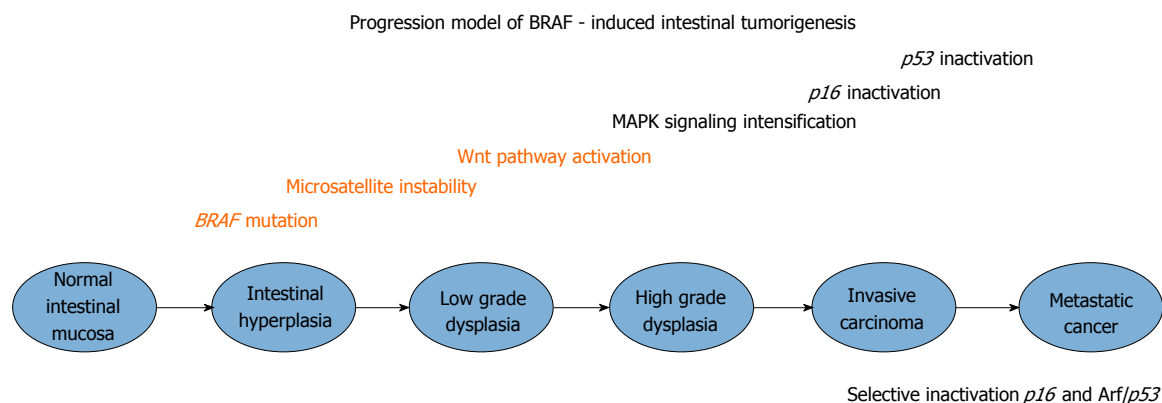 Progression model of BRAF - induced intestinal tumorigenesis
p53 inactivation
p16 inactivation
MAPK signaling intensification
Wnt pathway activation
Microsatellite instability
BRAF mutation
Normal
intestinal
mucosa
Intestinal
hyperplasia
Low grade
dysplasia
High grade
dysplasia
Invasive
carcinoma
Metastatic
cancer
Selective inactivation p16 and Arf/p53